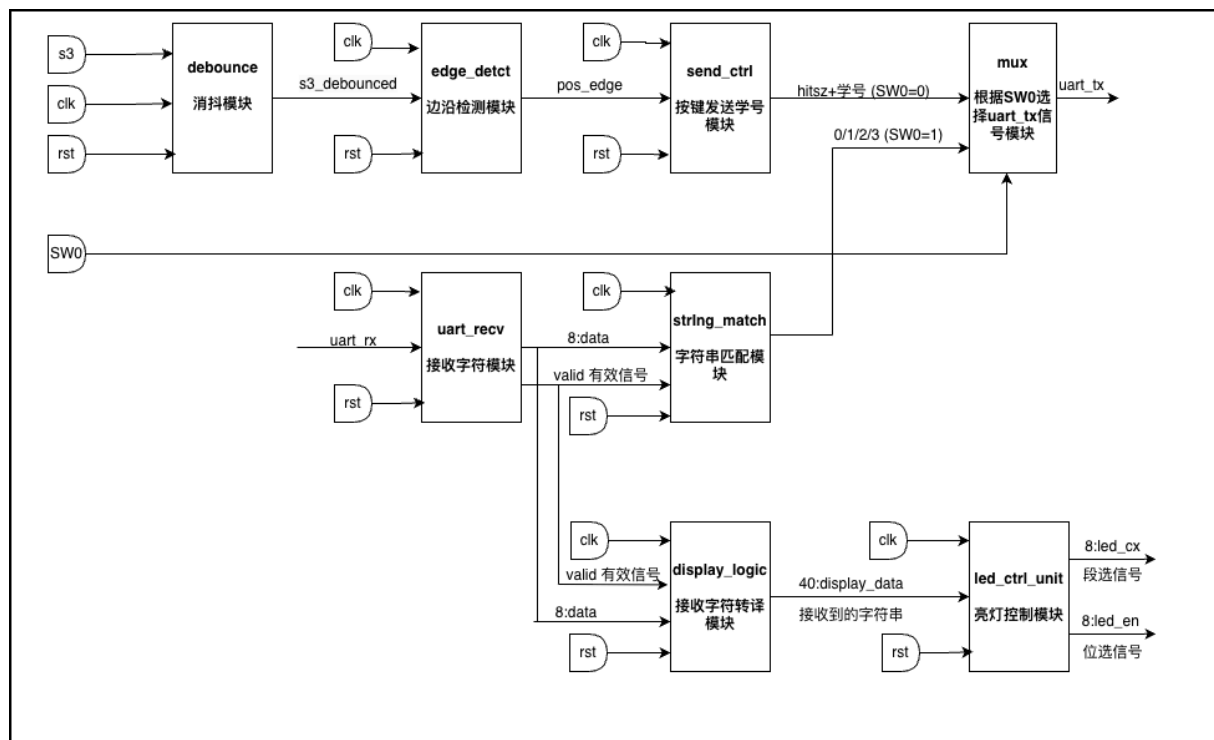 s3
clk
rst
debounce
消抖模块
s3_debounced
clk
rst
edge_detct
边沿检测模块
pos_edge
clk
rst
send_ctrl
按键发送学号
模块
hitsz+学号 (SW0=0)
0/1/2/3 (SW0=1)
mux
根据SW0选
择uart_tx信
号模块
uart_tx
SW0
clk
uart_rx
rst
uart_recv
接收字符模块
8:data
valid 有效信号
clk
rst
string_match
字符串匹配模
块
clk
valid 有效信号
8:data
rst
display_logic
接收字符转译
模块
40:display_data
接收到的字符串
clk
rst
led_ctrl_unit
亮灯控制模块
8:led_cx
段选信号
8:led_en
位选信号